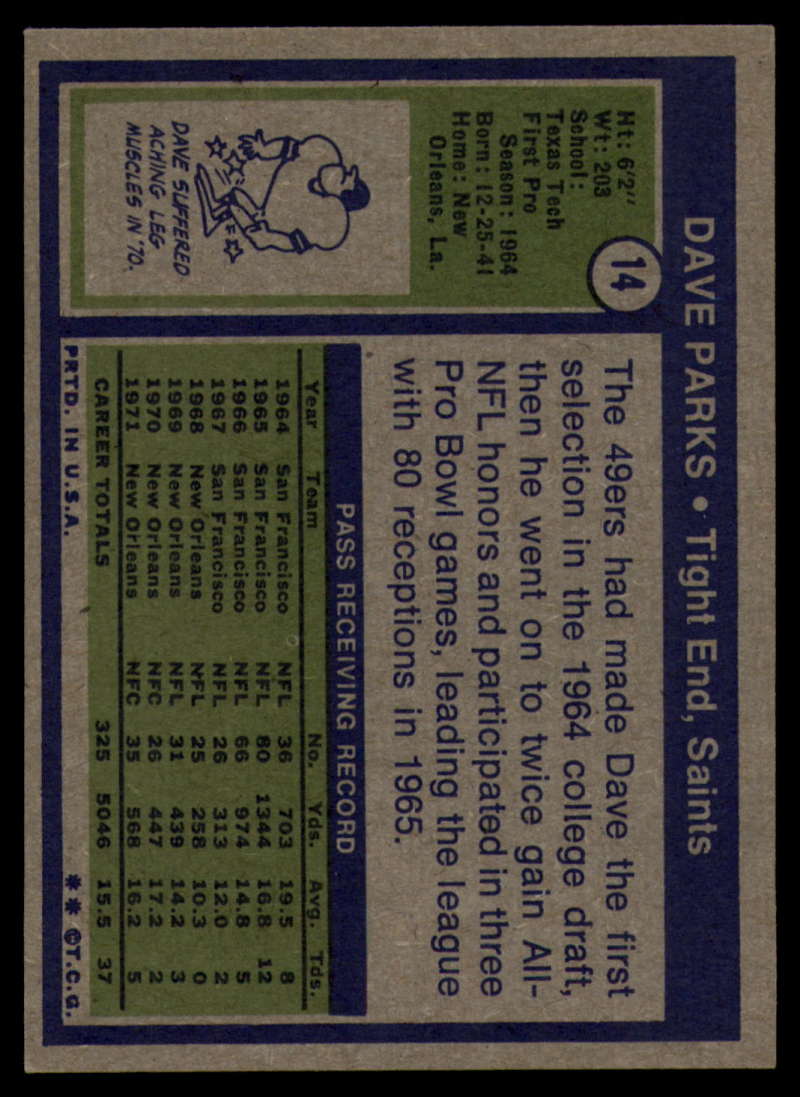 DAVE PARKS • Tight End, Saints
14
Ht: 6'2"
Wt: 203
School:
Texas Tech
First Pro
Season: 1964
Born: 12-25-41
Home: New
Orleans, La.
DAVE SUFFERED
ACHING LEG
MUSCLES IN '70.
The 49ers had made Dave the first
selection in the 1964 college draft,
then he went on to twice gain All-
NFL honors and participated in three
Pro Bowl games, leading the league
with 80 receptions in 1965.
PASS RECEIVING RECORD
Year Team No. Yds. Avg. Tds.
1964 San Francisco NFL 36 703 19.5 8
1965 San Francisco NFL 80 1344 16.8 12
1966 San Francisco NFL 66 974 14.8 5
1967 San Francisco NFL 26 313 12.0 2
1968 New Orleans NFL 25 258 10.3 0
1969 New Orleans NFL 31 439 14.2 3
1970 New Orleans NFC 26 447 17.2 2
1971 New Orleans NFC 35 568 16.2 5
CAREER TOTALS 325 5046 15.5 37
PRTD. IN U.S.A. ** ©T.C.G.